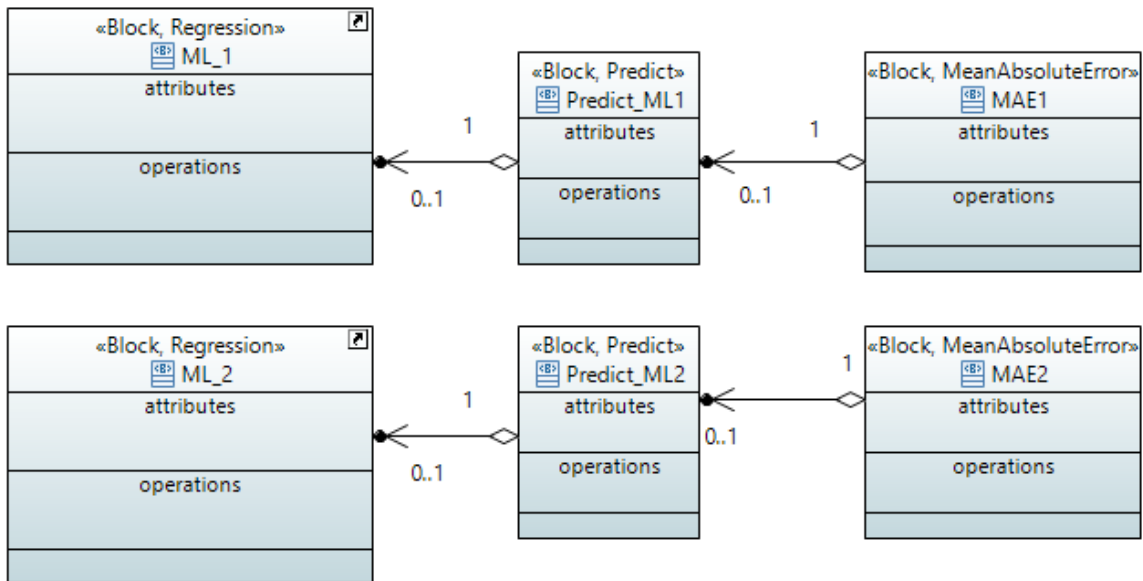 «Block, Regression»
ML_1
attributes
operations
1
0..1
«Block, Predict»
Predict_ML1
attributes
operations
1
0..1
«Block, MeanAbsoluteError»
MAE1
attributes
operations
«Block, Regression»
ML_2
attributes
operations
1
0..1
«Block, Predict»
Predict_ML2
attributes
operations
1
0..1
«Block, MeanAbsoluteError»
MAE2
attributes
operations